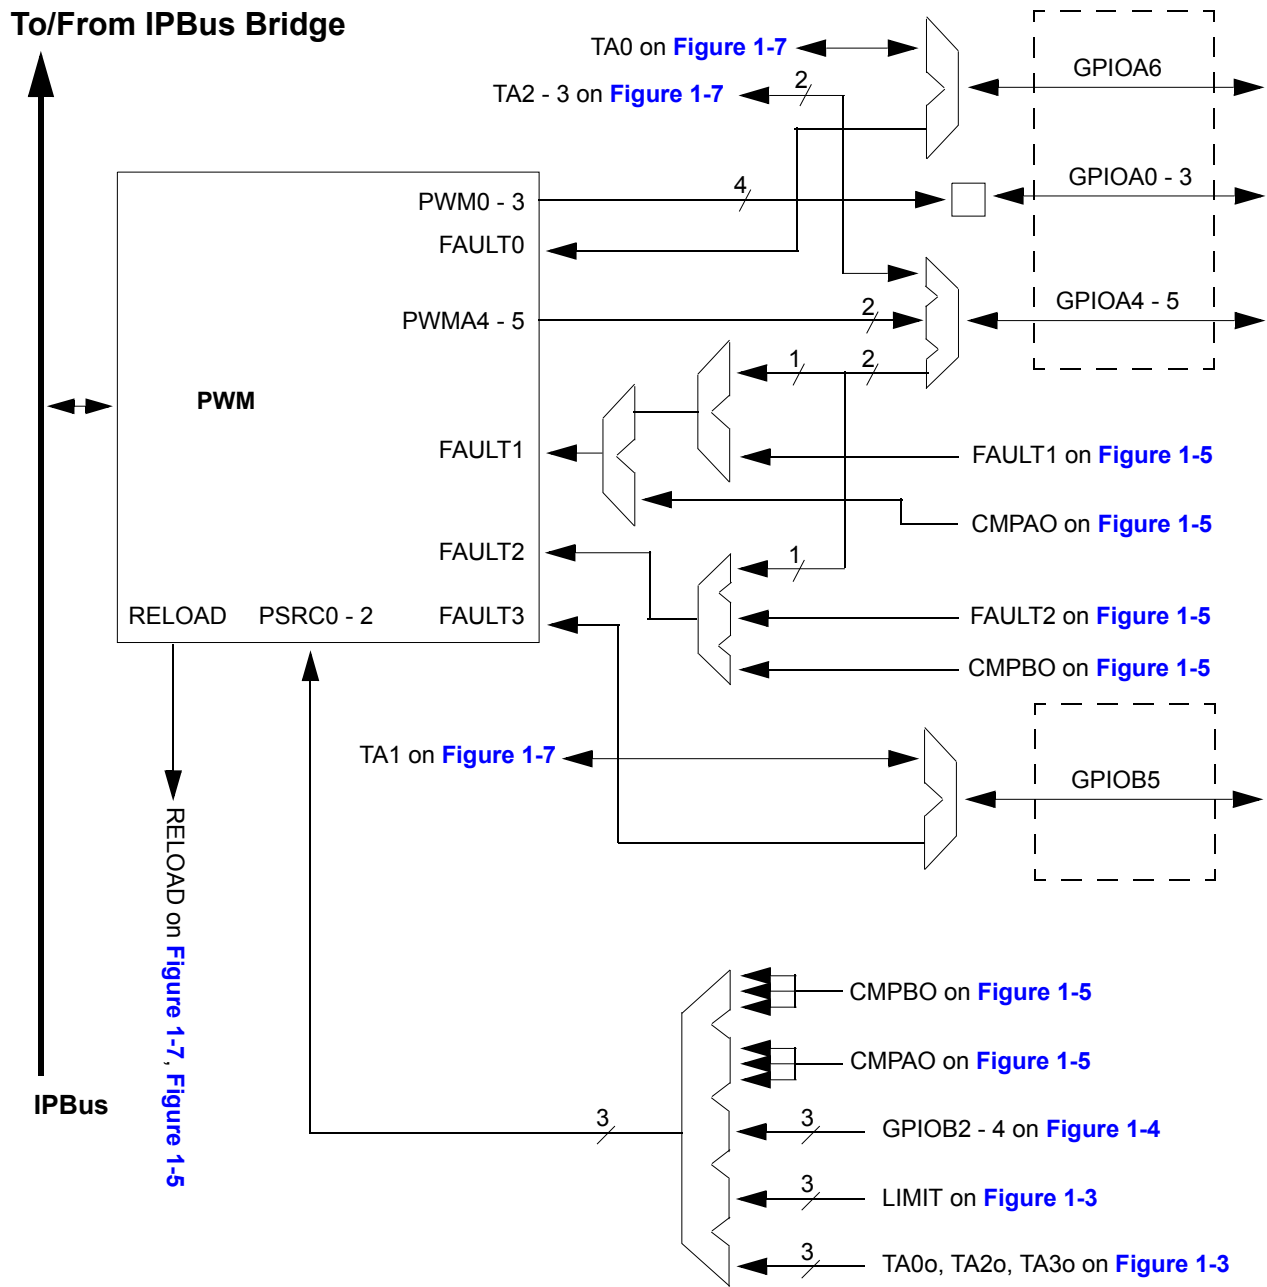 To/From IPBus Bridge
TA0 on Figure 1-7
GPIOA6
TA2 - 3 on Figure 1-7
2
PWM0 - 3
4
GPIOA0 - 3
FAULT0
PWMA4 - 5
2
GPIOA4 - 5
1
2
PWM
FAULT1
FAULT1 on Figure 1-5
CMPAO on Figure 1-5
FAULT2
1
RELOAD
PSRC0 - 2
FAULT3
FAULT2 on Figure 1-5
CMPBO on Figure 1-5
TA1 on Figure 1-7
GPIOB5
RELOAD on Figure 1-7, Figure 1-5
CMPBO on Figure 1-5
CMPAO on Figure 1-5
IPBus
3
3
GPIOB2 - 4 on Figure 1-4
3
LIMIT on Figure 1-3
3
TA0o, TA2o, TA3o on Figure 1-3